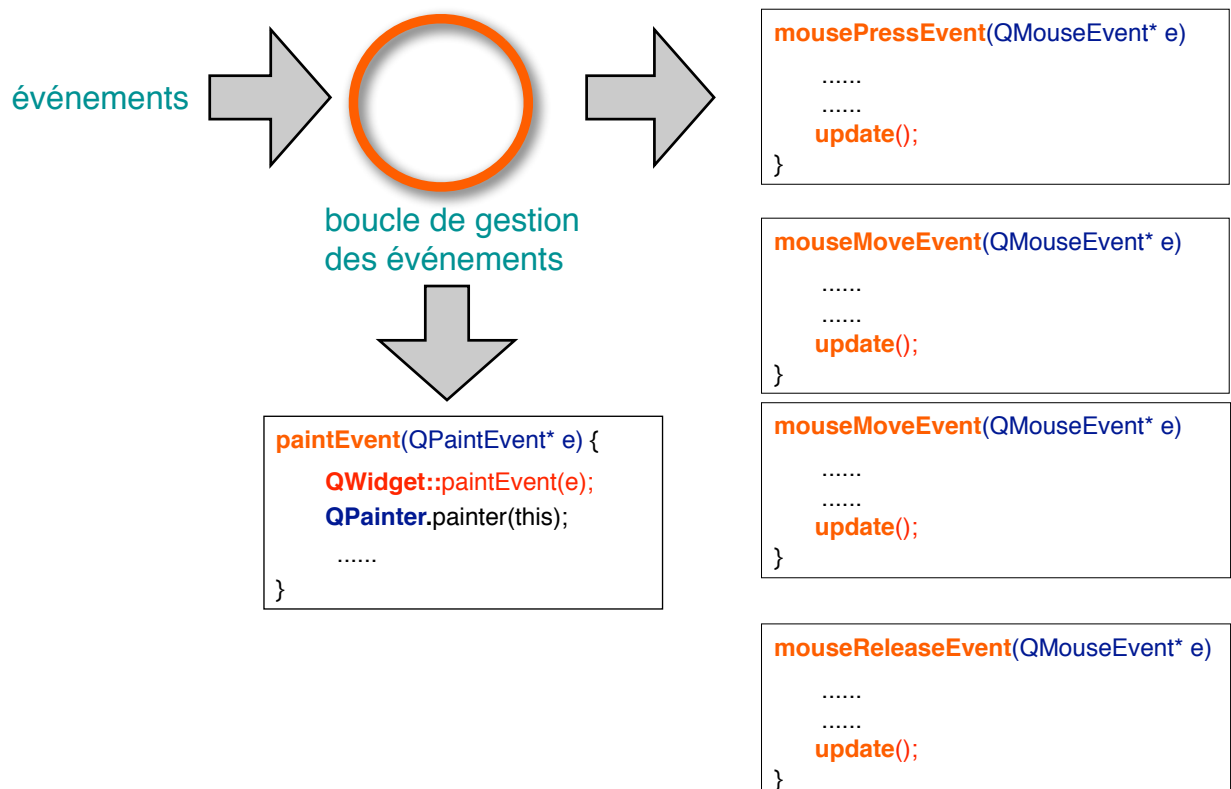 événements
boucle de gestion
des événements
paintEvent(QPaintEvent* e) {
QWidget::paintEvent(e);
QPainter.painter(this);
......
}
mousePressEvent(QMouseEvent* e)
......
......
update();
}
mouseMoveEvent(QMouseEvent* e)
......
......
update();
}
mouseMoveEvent(QMouseEvent* e)
......
......
update();
}
mouseReleaseEvent(QMouseEvent* e)
......
......
update();
}